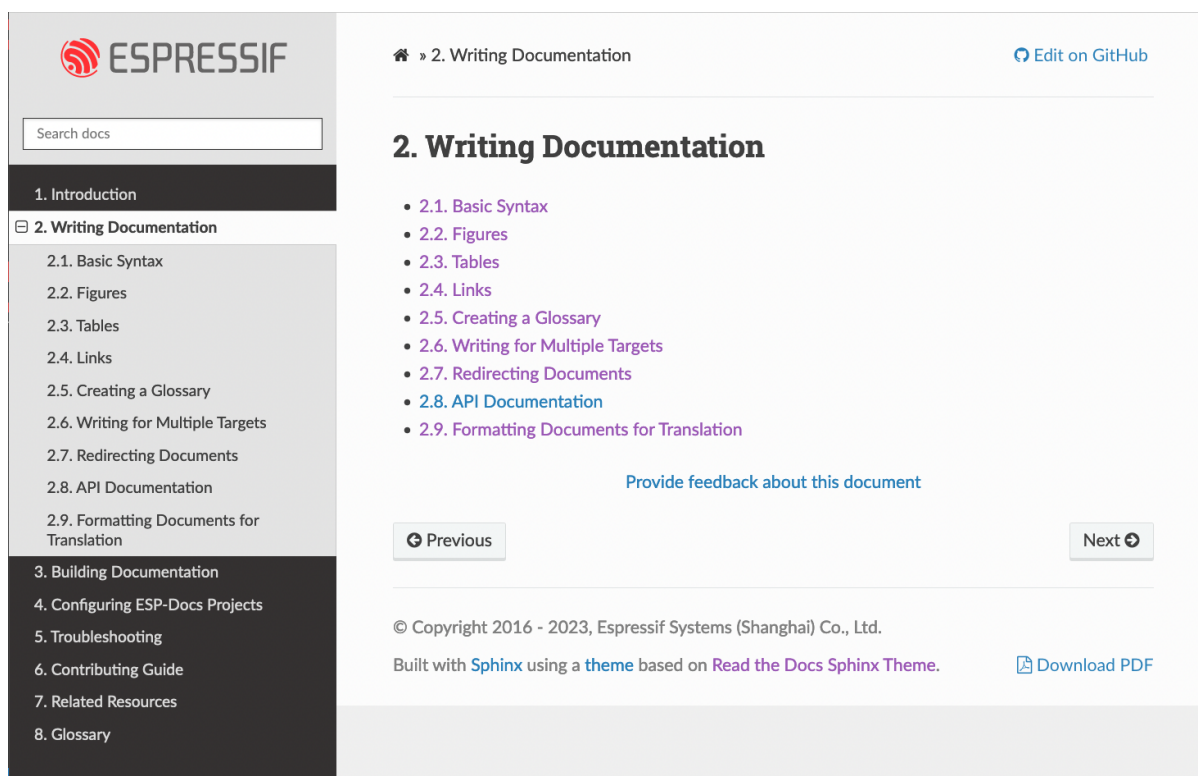 ESPRESSIF
Search docs
1. Introduction
2. Writing Documentation
2.1. Basic Syntax
2.2. Figures
2.3. Tables
2.4. Links
2.5. Creating a Glossary
2.6. Writing for Multiple Targets
2.7. Redirecting Documents
2.8. API Documentation
2.9. Formatting Documents for
Translation
3. Building Documentation
4. Configuring ESP-Docs Projects
5. Troubleshooting
6. Contributing Guide
7. Related Resources
8. Glossary
» 2. Writing Documentation
Edit on GitHub
2. Writing Documentation
• 2.1. Basic Syntax
• 2.2. Figures
• 2.3. Tables
• 2.4. Links
• 2.5. Creating a Glossary
• 2.6. Writing for Multiple Targets
• 2.7. Redirecting Documents
• 2.8. API Documentation
• 2.9. Formatting Documents for Translation
Provide feedback about this document
Previous
Next
© Copyright 2016 - 2023, Espressif Systems (Shanghai) Co., Ltd.
Built with Sphinx using a theme based on Read the Docs Sphinx Theme.
Download PDF